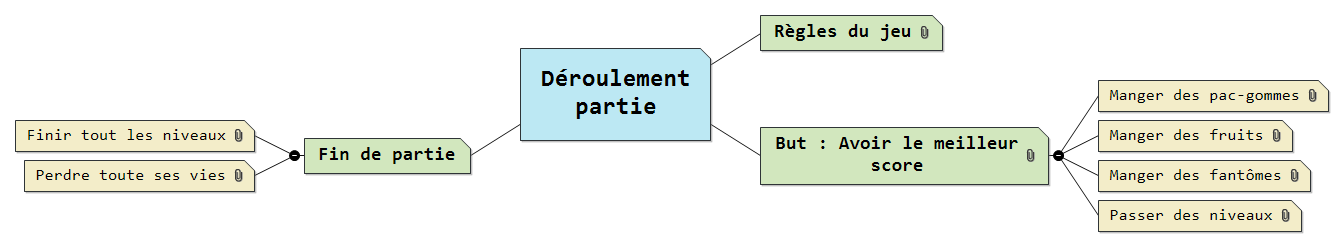 Déroulement
partie
Règles du jeu
But : Avoir le meilleur
score
Manger des pac-gommes
Manger des fruits
Manger des fantômes
Passer des niveaux
Fin de partie
Finir tout les niveaux
Perdre toute ses vies